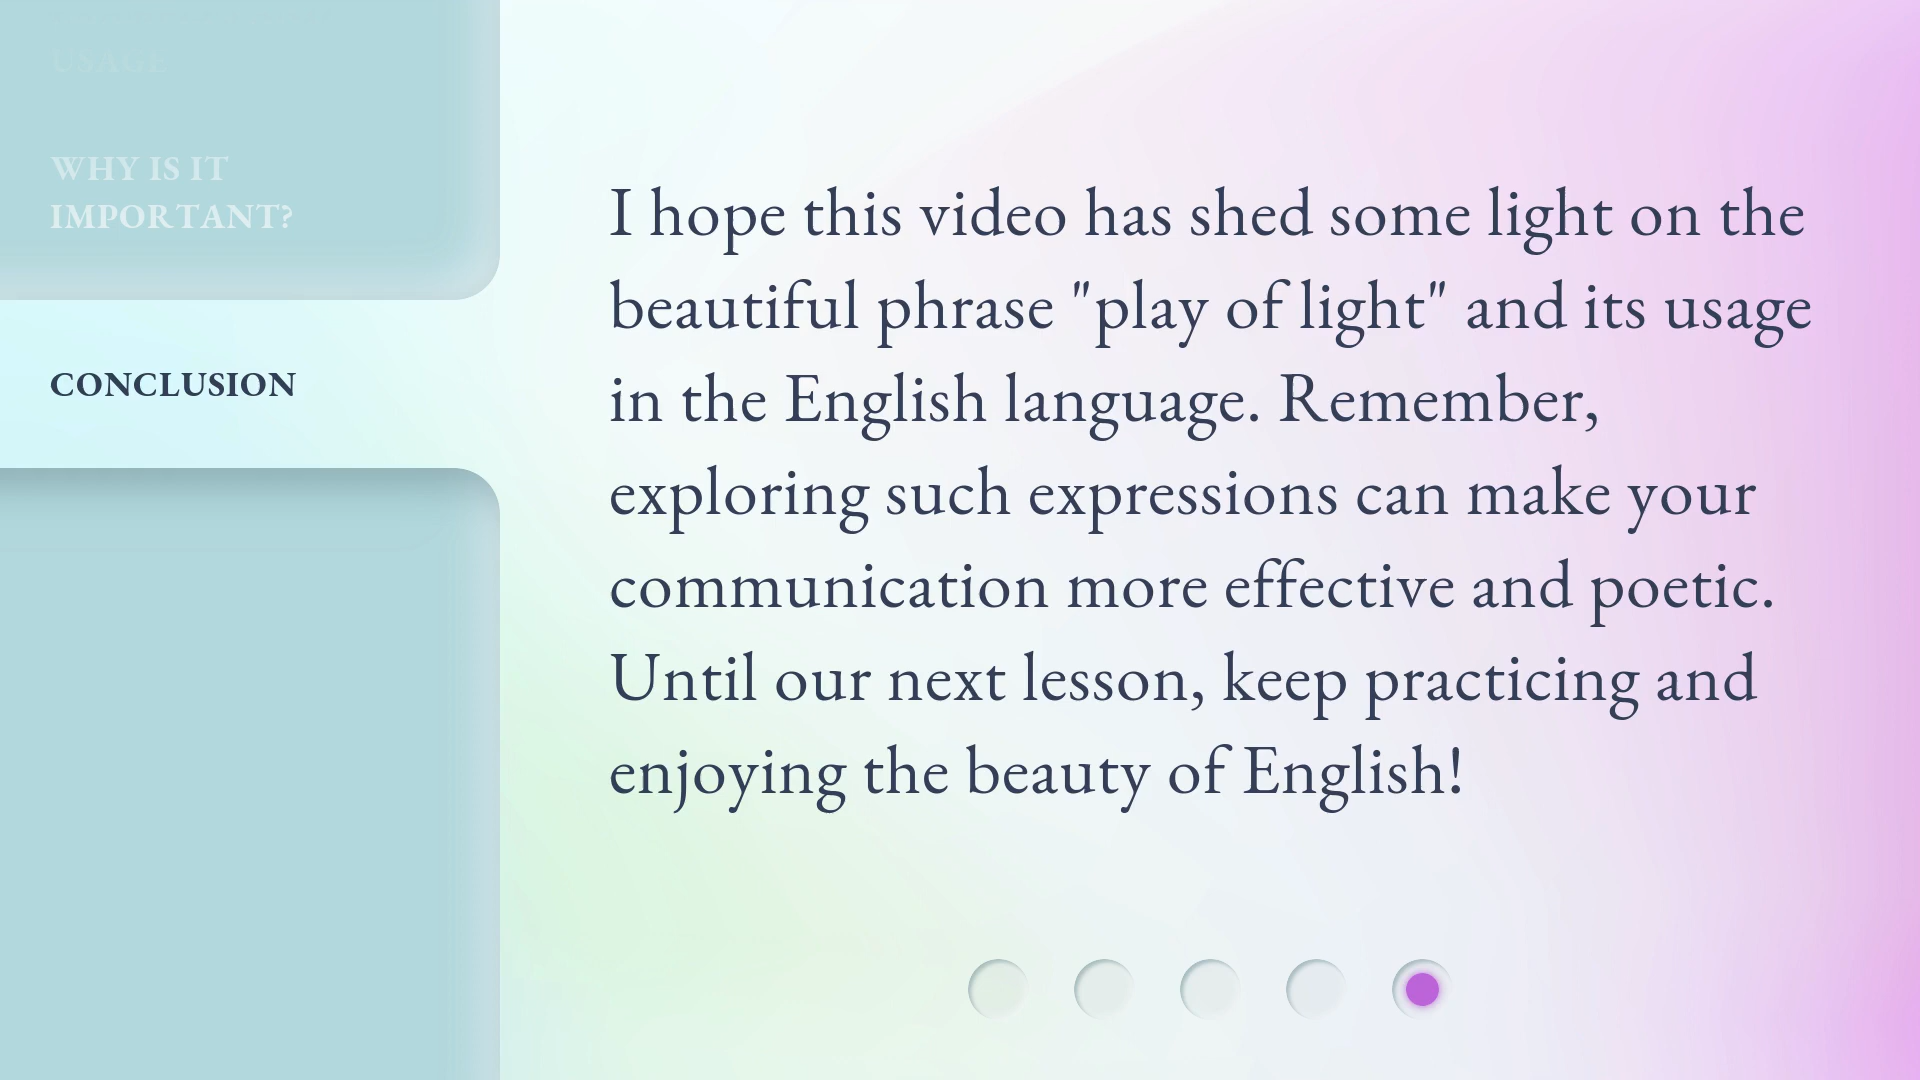 USAGE
WHY IS IT
IMPORTANT?
CONCLUSION
I hope this video has shed some light on the
beautiful phrase "play of light" and its usage
in the English language. Remember,
exploring such expressions can make your
communication more effective and poetic.
Until our next lesson, keep practicing and
enjoying the beauty of English!